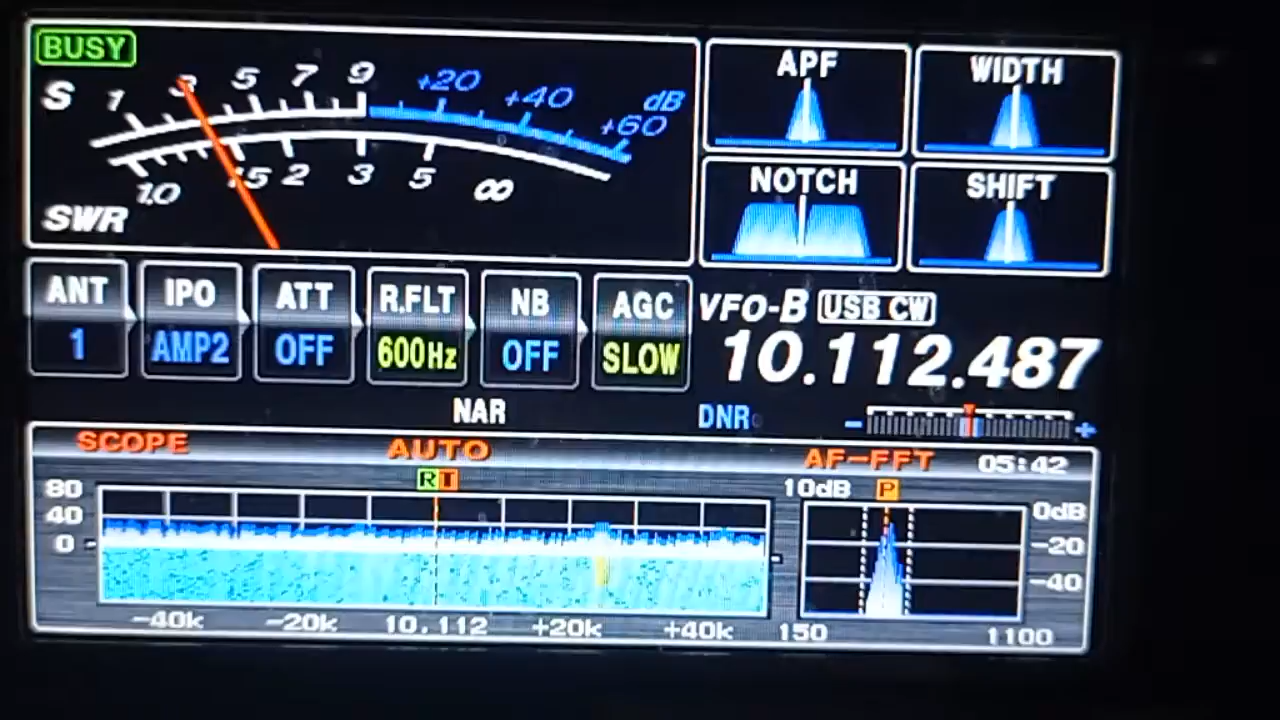 BUSY
S 1 3 5 7 9 +20 +40 +60 dB
1.0 1.5 2 3 5 ∞
SWR
APF WIDTH
NOTCH SHIFT
ANT IPO ATT R.FLT NB AGC
1 AMP2 OFF 600Hz OFF SLOW
VFO-B USB CW
10.112.487
NAR DNR - +
SCOPE AUTO AF-FFT 05:42
R T 10dB P
80
40
0
0dB
-20
-40
-40k -20k 10.112 +20k +40k 150 1100